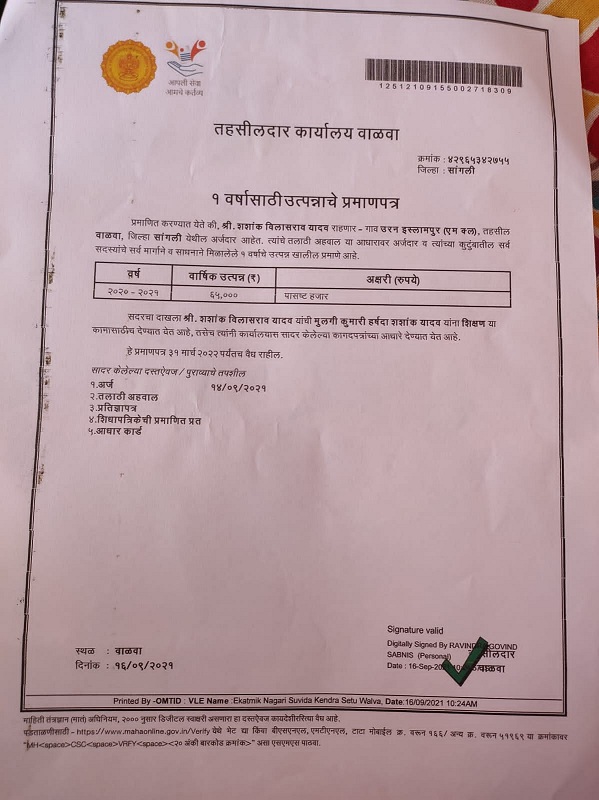 आपली सेवा
आमचे कर्तव्य
12512109155002718309
तहसीलदार कार्यालय वाळवा
क्रमांक : ४२९६५३४२७५५
जिल्हा : सांगली
१ वर्षासाठी उत्पन्नाचे प्रमाणपत्र
प्रमाणित करण्यात येते की, श्री. शशांक विलासराव यादव राहणार - गाव उरन इस्लामपुर (एम क्ल), तहसील
वाळवा, जिल्हा सांगली येथील अर्जदार आहेत. त्यांचे तलाठी अहवाल या आधारावर अर्जदार व त्यांच्या कुटुंबातील सर्व
सदस्यांचे सर्व मार्गाने व साधनाने मिळालेले १ वर्षाचे उत्पन्न खालील प्रमाणे आहे.
वर्ष वार्षिक उत्पन्न (₹) अक्षरी (रुपये)
२०२० - २०२१ ६५,००० पासष्ट हजार
सदरचा दाखला श्री. शशांक विलासराव यादव यांची मुलगी कुमारी हर्षदा शशांक यादव यांना शिक्षण या
कामासाठीच देण्यात येत आहे, तसेच त्यांनी कार्यालयास सादर केलेल्या कागदपत्रांच्या आधारे देण्यात येत आहे.
हे प्रमाणपत्र ३१ मार्च २०२२ पर्यंतच वैध राहील.
सादर केलेल्या दस्तऐवज / पुराव्याचे तपशील
१.अर्ज १४/०९/२०२१
२.तलाठी अहवाल
३.प्रतिज्ञापत्र
४.शिधापत्रिकेची प्रमाणित प्रत
५.आधार कार्ड
Signature valid
Digitally Signed By RAVINDRA GOVIND
SABNIS (Personal) तहसीलदार
Date : 16-Sep-20 वाळवा
स्थळ : वाळवा
दिनांक : १६/०९/२०२१
Printed By -OMTID : VLE Name :Ekatmik Nagari Suvida Kendra Setu Walva, Date:16/09/2021 10:24AM
माहिती तंत्रज्ञान (मात) अधिनियम, २००० नुसार डिजीटल स्वाक्षरी असणारा हा दस्तऐवज कायदेशीररित्या वैध आहे.
पडताळणीसाठी - https://www.mahaonline.gov.in/Verify येथे भेट द्या किंवा बीएसएनएल, एमटीएनएल, टाटा मोबाईल क्र. वरून १६६/ अन्य क्र. वरून ५१९६९ या क्रमांकावर
"MH<space>CSC<space>VRFY<space><२० अंकी बारकोड क्रमांक>" असा एसएमएस पाठवा.